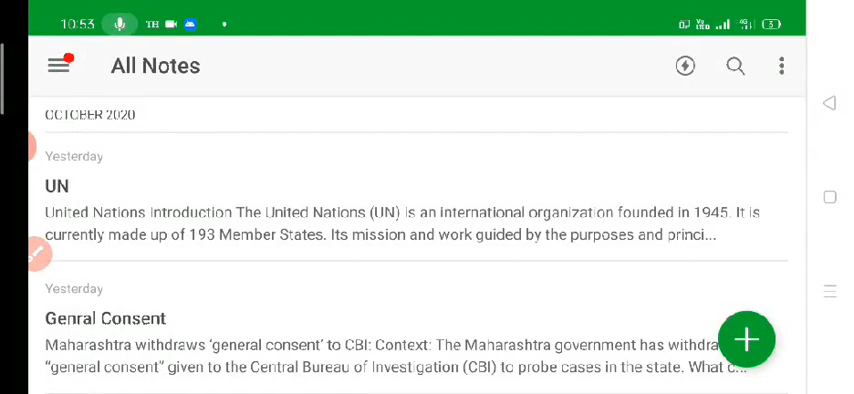 10:53 TH
All Notes
OCTOBER 2020
Yesterday
UN
United Nations introduction The United Nations (UN) is an international organization founded in 1945. It is
currently made up of 193 Member States. Its mission and work guided by the purposes and princi...
Yesterday
Genral Consent
Maharashtra withdraws ‘general consent’ to CBI: Context: The Maharashtra government has withdra
“general consent” given to the Central Bureau of Investigation (CBI) to probe cases in the state. What c...